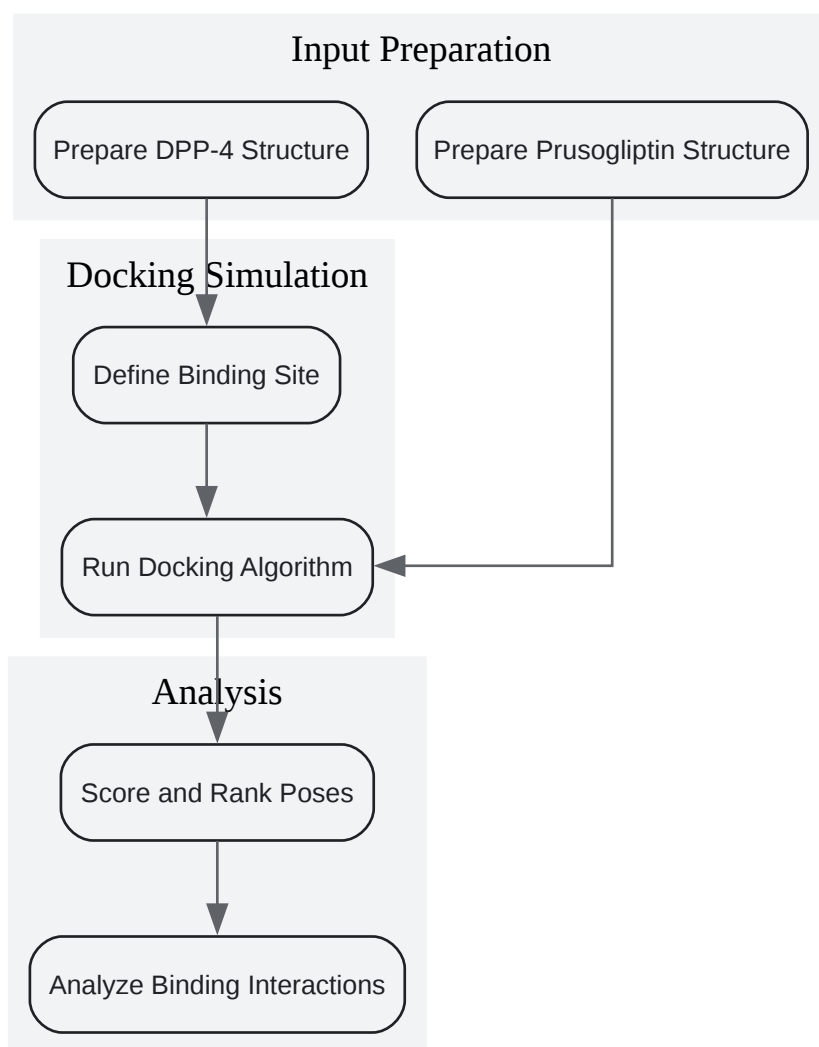 Input Preparation
Prepare DPP-4 Structure
Prepare Prusogliptin Structure
Docking Simulation
Define Binding Site
Run Docking Algorithm
Analysis
Score and Rank Poses
Analyze Binding Interactions